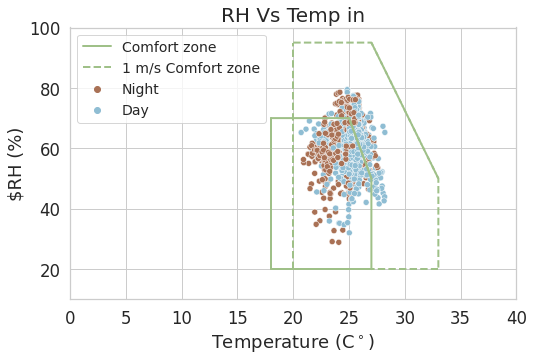 RH Vs Temp in
Comfort zone
1 m/s Comfort zone
Night
Day
100
80
60
40
20
$RH (%)
0 5 10 15 20 25 30 35 40
Temperature (C°)